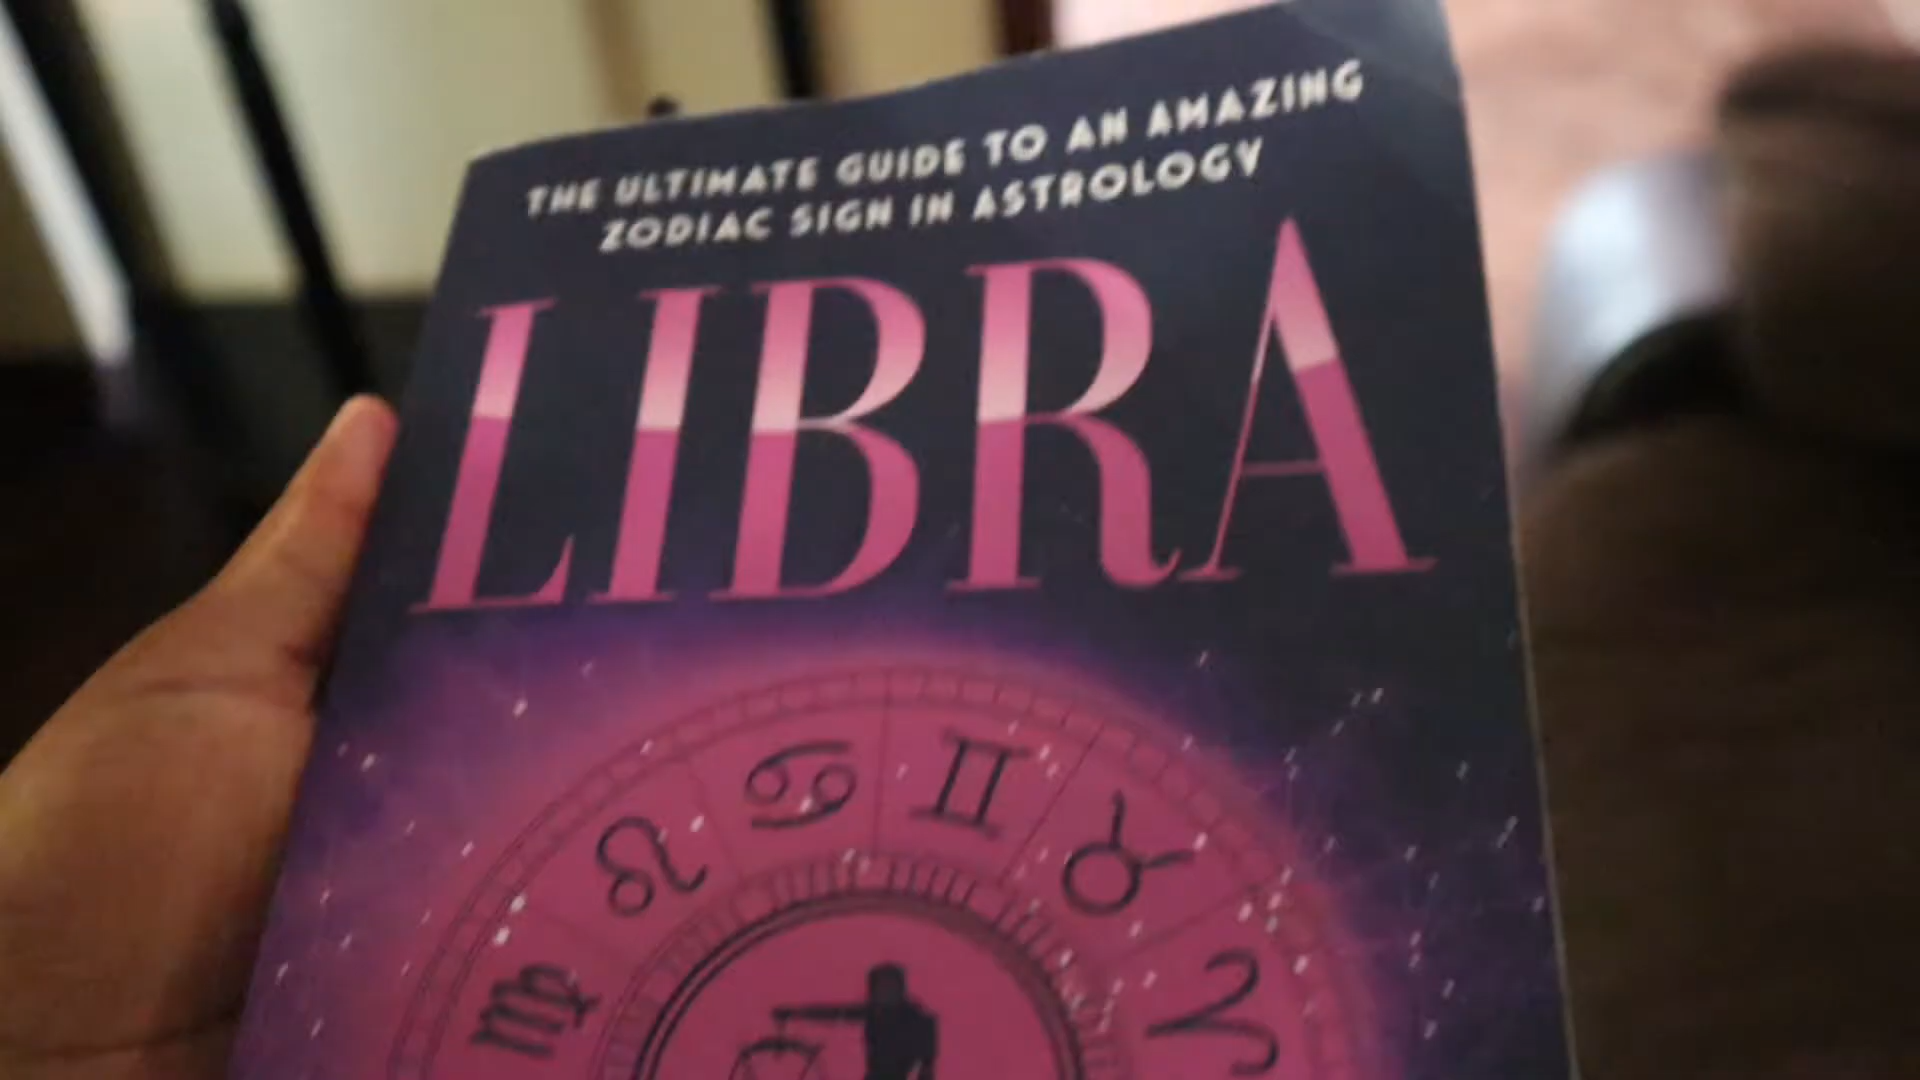 THE ULTIMATE GUIDE TO AN AMAZING
ZODIAC SIGN IN ASTROLOGY
LIBRA